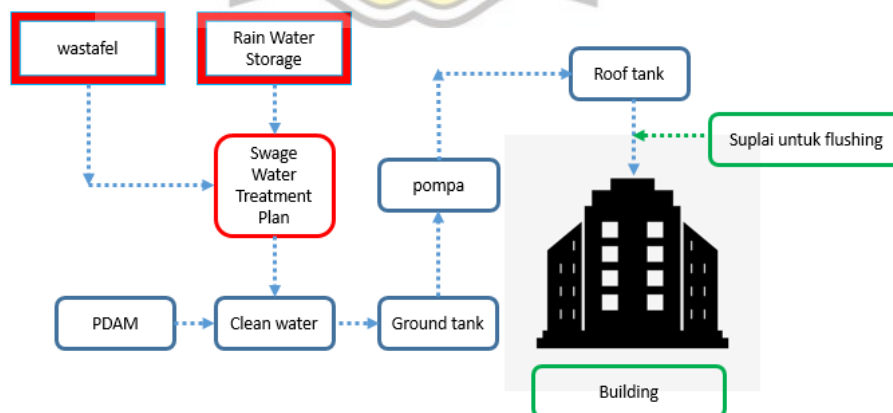 wastafel
Rain Water
Storage
Roof tank
Suplai untuk flushing
Swage
Water
Treatment
Plan
pompa
PDAM
Clean water
Ground tank
Building